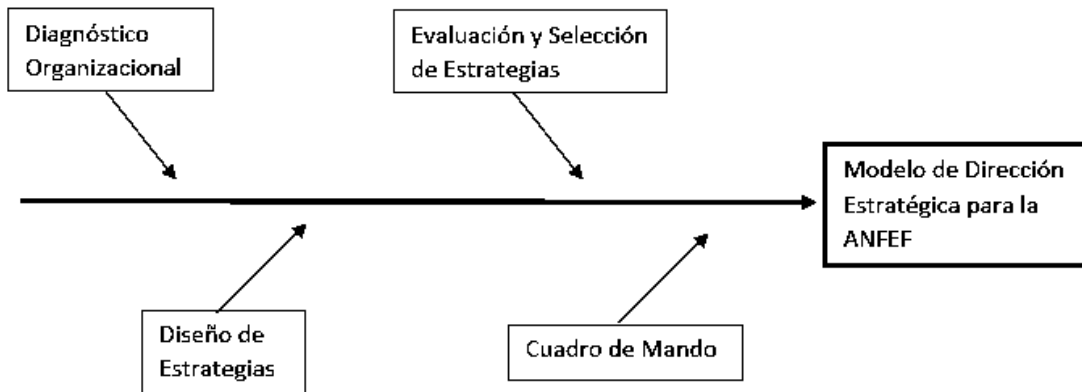 Diagnóstico
Organizacional
Evaluación y Selección
de Estrategias
Modelo de Dirección
Estratégica para la
ANFEF
Diseño de
Estrategias
Cuadro de Mando